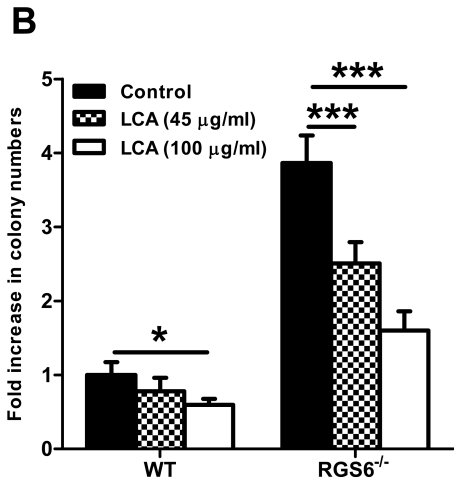 B
Fold increase in colony numbers
5
4
3
2
1
0
Control
LCA (45 μg/ml)
LCA (100 μg/ml)
***
***
*
WT
RGS6-/-